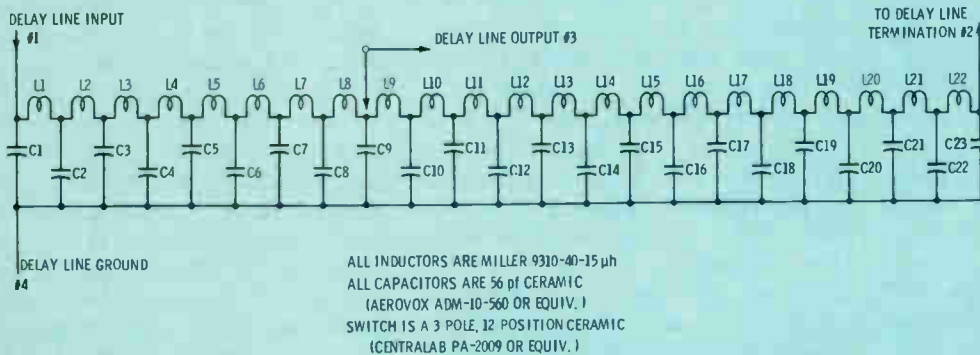 DELAY LINE INPUT
#1
DELAY LINE OUTPUT #3
TO DELAY LINE
TERMINATION #2
L1 L2 L3 L4 L5 L6 L7 L8 L9 L10 L11 L12 L13 L14 L15 L16 L17 L18 L19 L20 L21 L22
C1 C3 C5 C7 C9 C11 C13 C15 C17 C19 C21 C23
C2 C4 C6 C8 C10 C12 C14 C16 C18 C20 C22
DELAY LINE GROUND
#4
ALL INDUCTORS ARE MILLER 9310-40-15 µh
ALL CAPACITORS ARE 56 pf CERAMIC
(AEROVOX ADM-10-560 OR EQUIV.)
SWITCH IS A 3 POLE, 12 POSITION CERAMIC
(CENTRALAB PA-2009 OR EQUIV.)